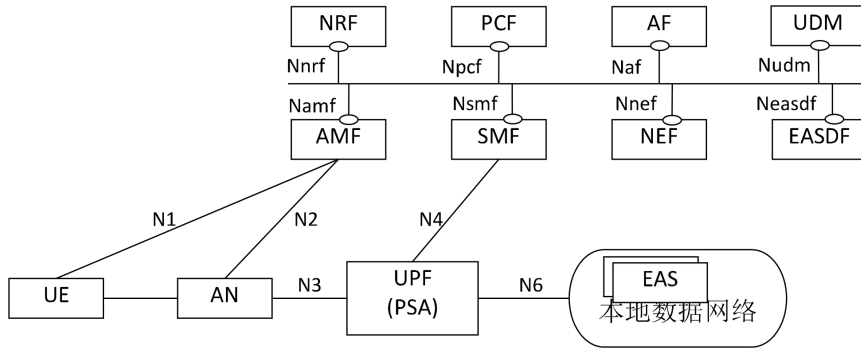 NRF PCF AF UDM
Nnrf Npcf Naf Nudm
Namf Nsmf Nnef Neasdf
AMF SMF NEF EASDF
N1 N2 N4
UE AN N3 UPF (PSA) N6 EAS
本地数据网络